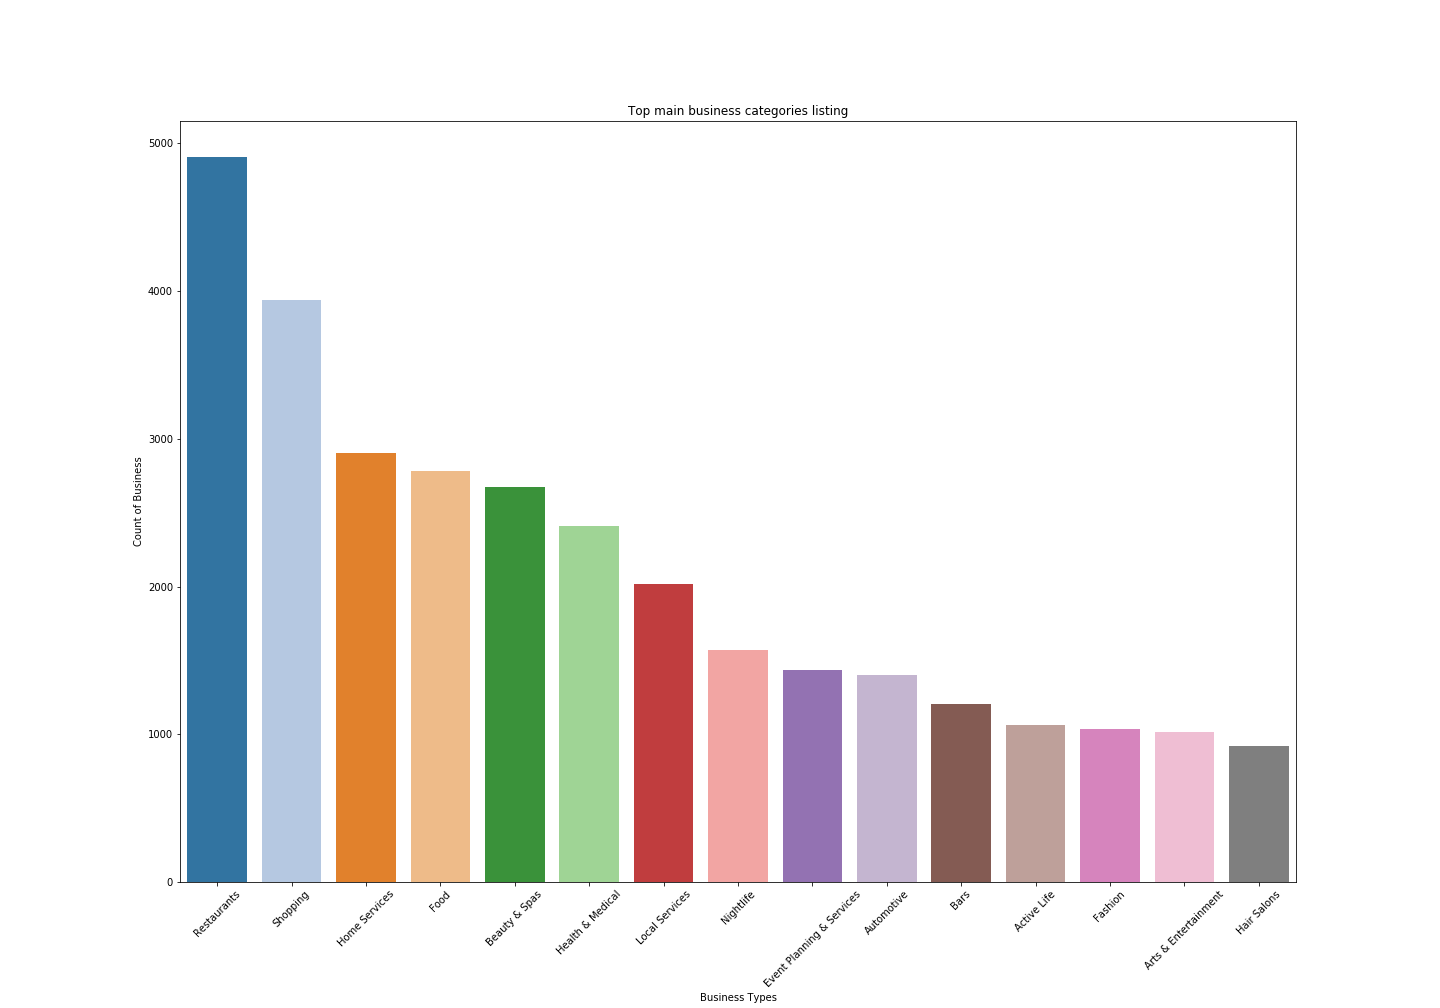 Top main business categories listing
5000
4000
3000
2000
1000
0
Count of Business
Restaurants
Shopping
Home Services
Food
Beauty & Spas
Health & Medical
Local Services
Nightlife
Event Planning & Services
Automotive
Bars
Active Life
Fashion
Arts & Entertainment
Hair Salons
Business Types